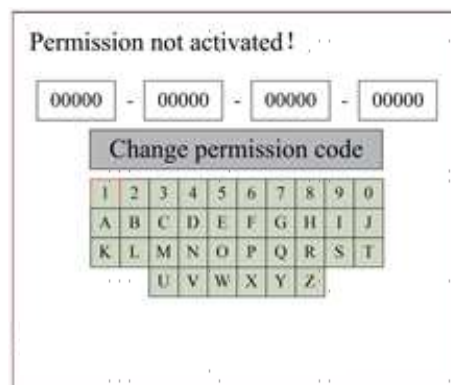 Permission not activated!
00000 - 00000 - 00000 - 00000
Change permission code
1 2 3 4 5 6 7 8 9 0
A B C D E F G H I J
K L M N O P Q R S T
U V W X Y Z